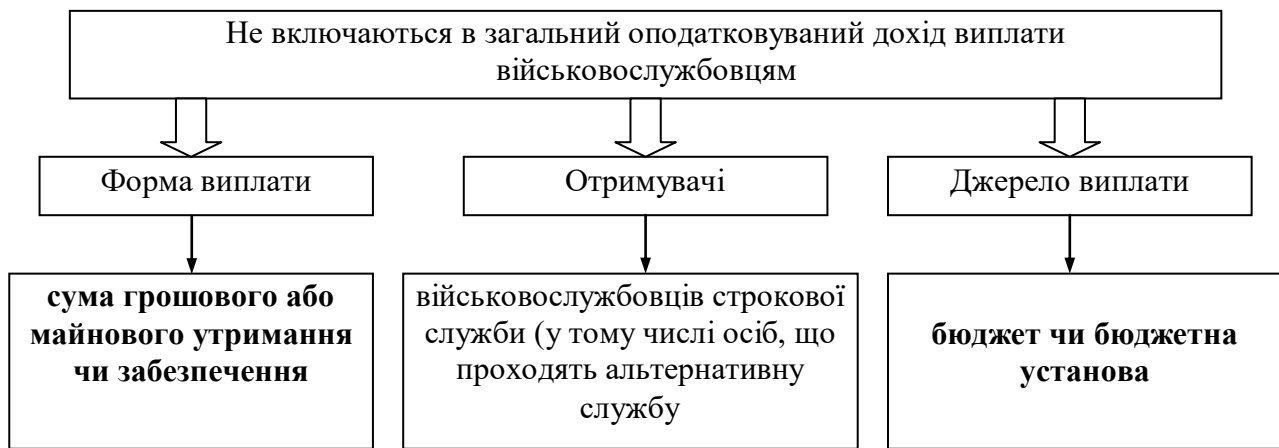 Не включаються в загальний оподатковуваний дохід виплати
військовослужбовцям
Форма виплати
Отримувачі
Джерело виплати
сума грошового або
майнового утримання
чи забезпечення
військовослужбовців строкової
служби (у тому числі осіб, що
проходять альтернативну
службу
бюджет чи бюджетна
установа